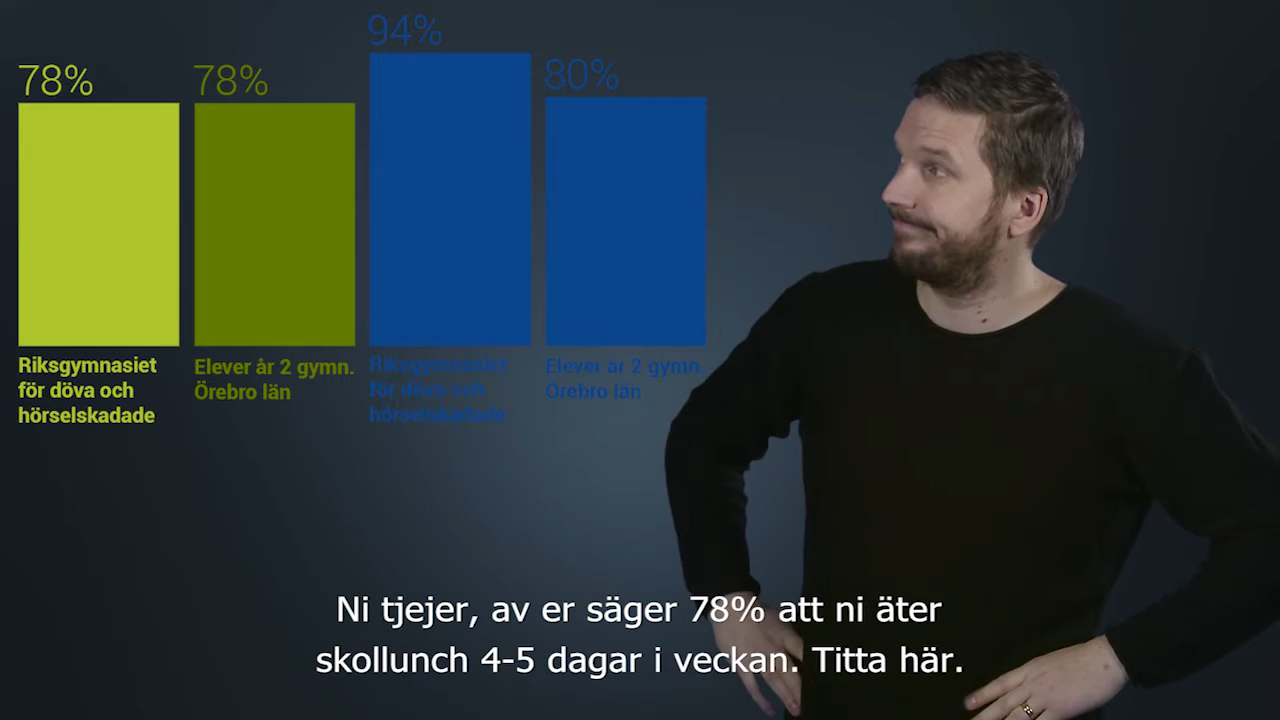 78%
78%
94%
80%
Riksgymnasiet
för döva och
hörselskadade
Elever år 2 gymn.
Örebro län
Riksgymnasiet
för döva och
hörselskadade
Elever år 2 gymn.
Örebro län
Ni tjejer, av er säger 78% att ni äter
skollunch 4-5 dagar i veckan. Titta här.